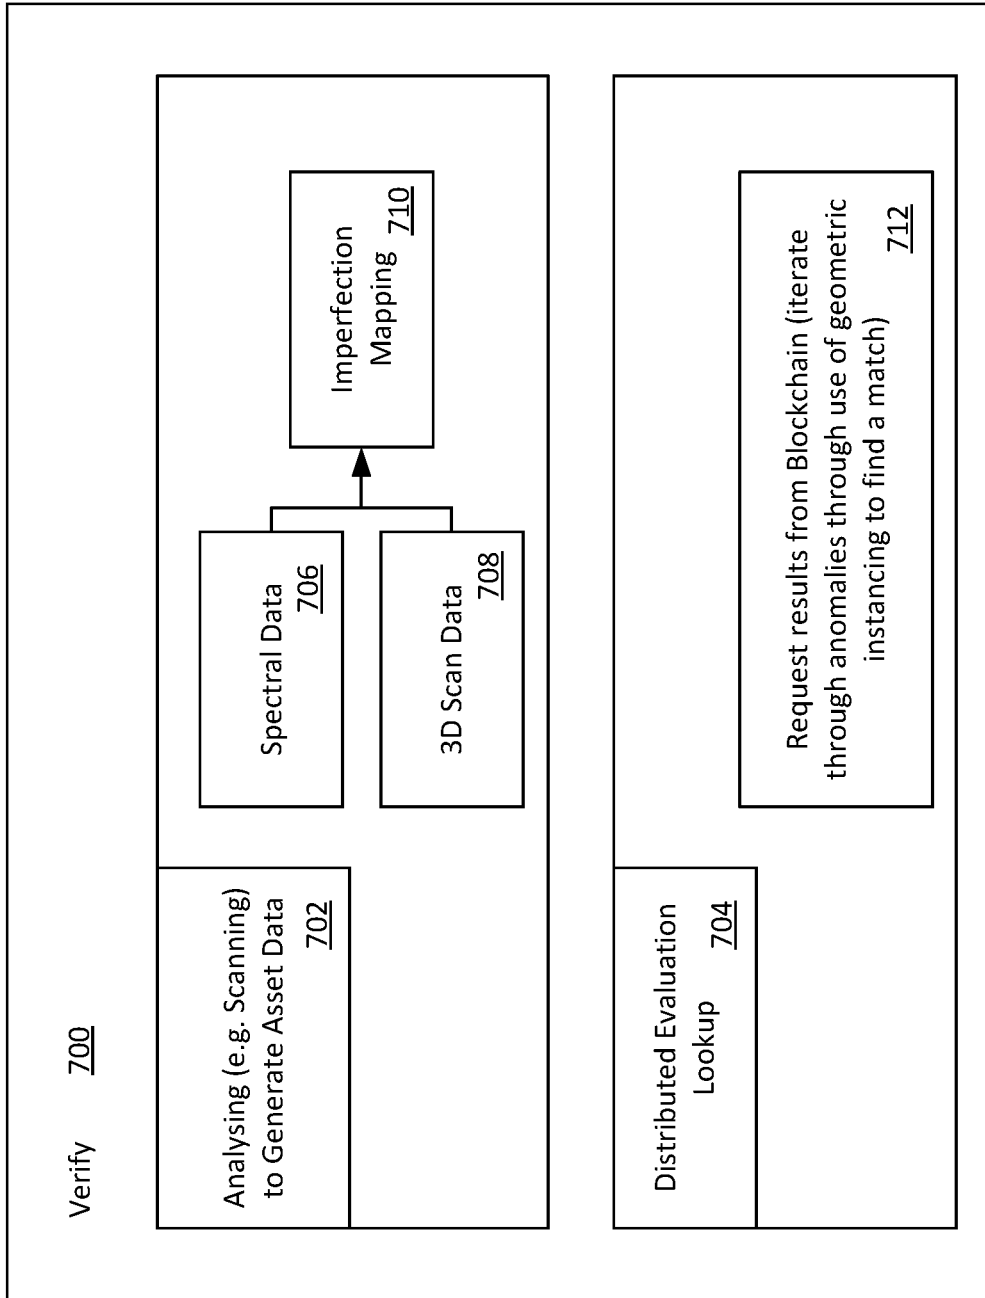 Verify 700
Analysing (e.g. Scanning)
to Generate Asset Data
702
Spectral Data
706
3D Scan Data
708
Imperfection
Mapping
710
Distributed Evaluation
Lookup
704
Request results from Blockchain (iterate
through anomalies through use of geometric
instancing to find a match)
712